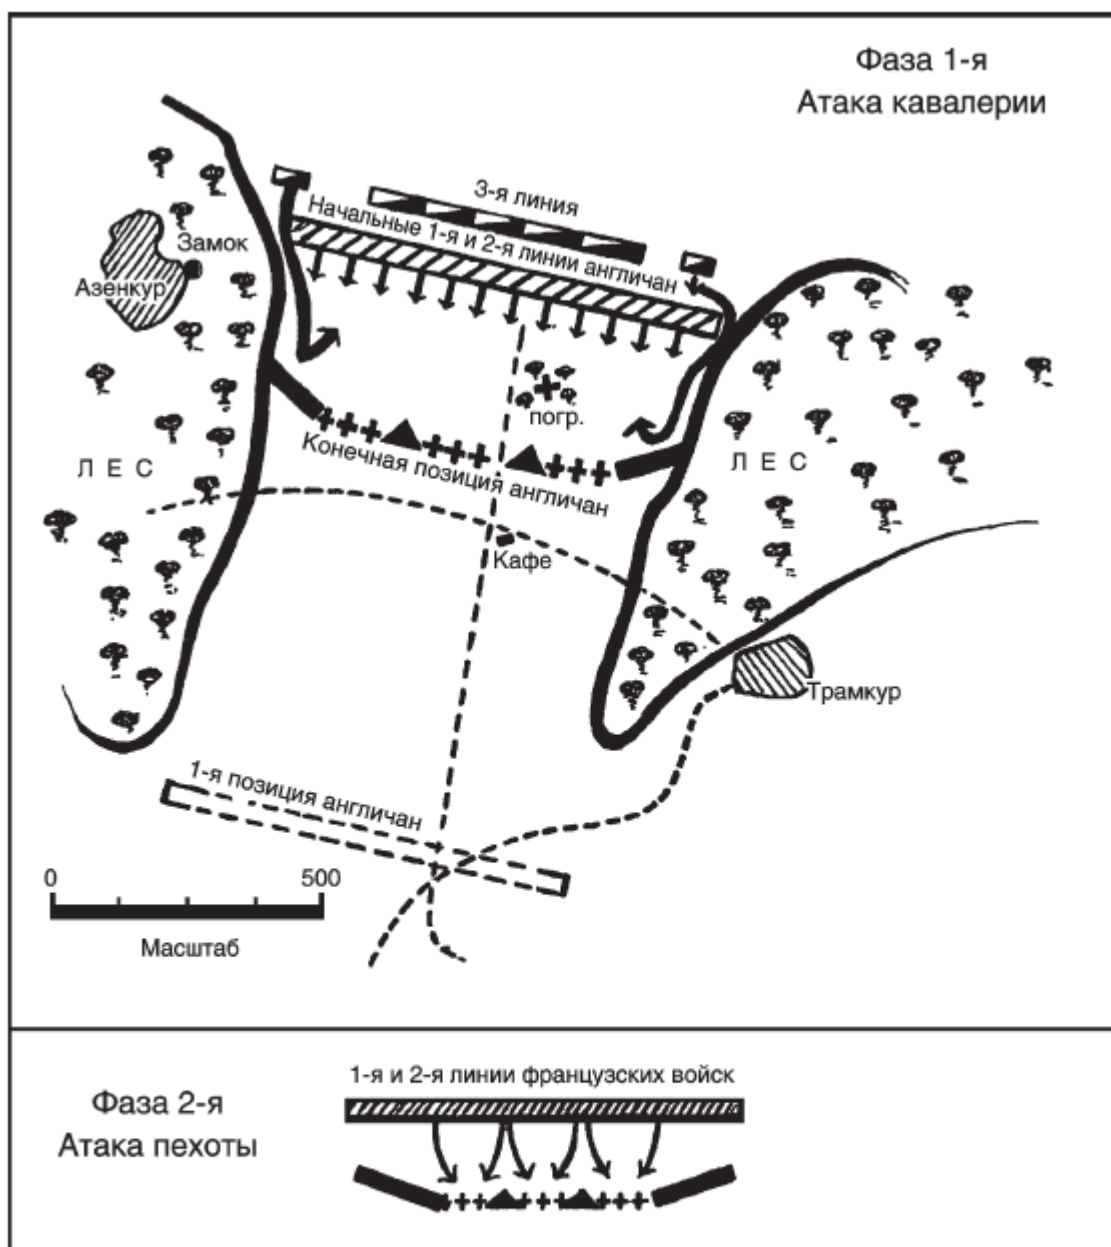 Фаза 1-я
Атака кавалерии
3-я линия
Начальные 1-я и 2-я линии англичан
Замок
Азенкур
погр.
ЛЕС
Конечная позиция англичан
ЛЕС
Кафе
Трамкур
1-я позиция англичан
0 500
Масштаб
1-я и 2-я линии французских войск
Фаза 2-я
Атака пехоты